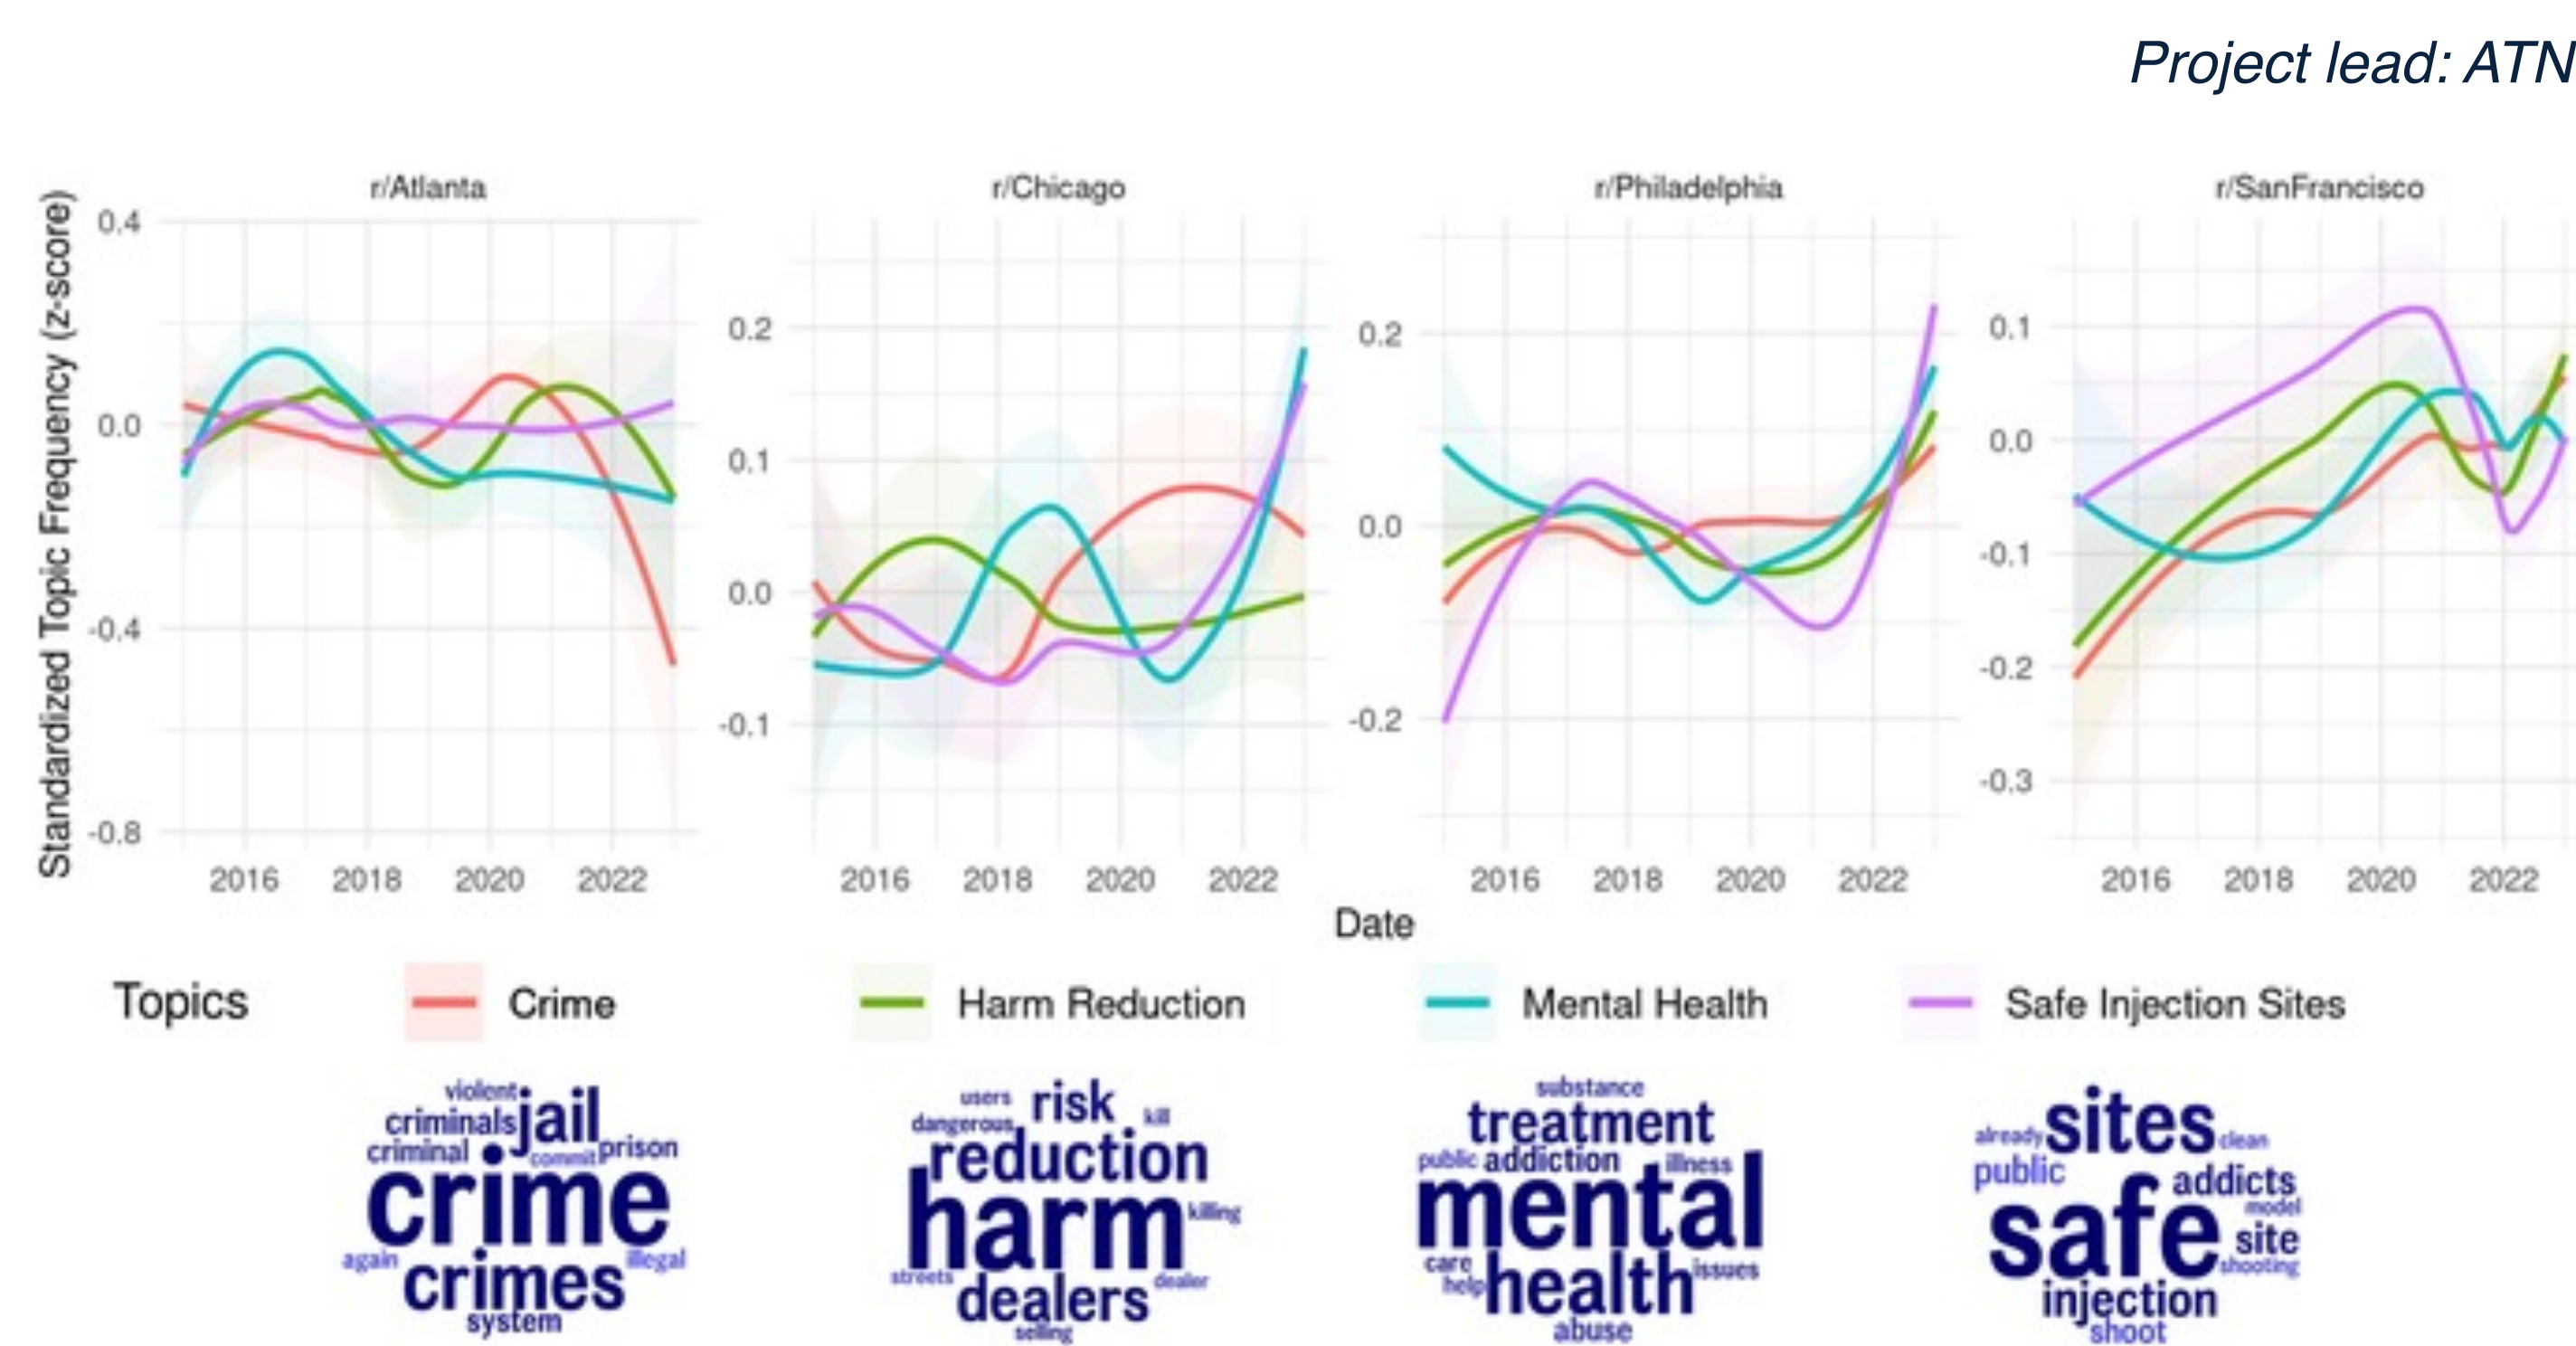 Project lead: ATN
r/Atlanta
r/Chicago
r/Philadelphia
r/SanFrancisco
Standardized Topic Frequency (z-score)
0.4
0.0
-0.4
-0.8
0.2
0.1
0.0
-0.1
0.2
0.0
-0.2
0.1
0.0
-0.1
-0.2
-0.3
2016 2018 2020 2022
2016 2018 2020 2022
2016 2018 2020 2022
2016 2018 2020 2022
Date
Topics Crime Harm Reduction Mental Health Safe Injection Sites
violent
criminals jail
criminal commit prison
crime
again illegal
crimes
system
users risk kill
dangerous
reduction
harm killing
streets dealer
dealers
selling
substance
treatment
public addiction illness
mental
care
help health issues
abuse
already sites clean
public addicts
model
safe site
shooting
injection
shoot